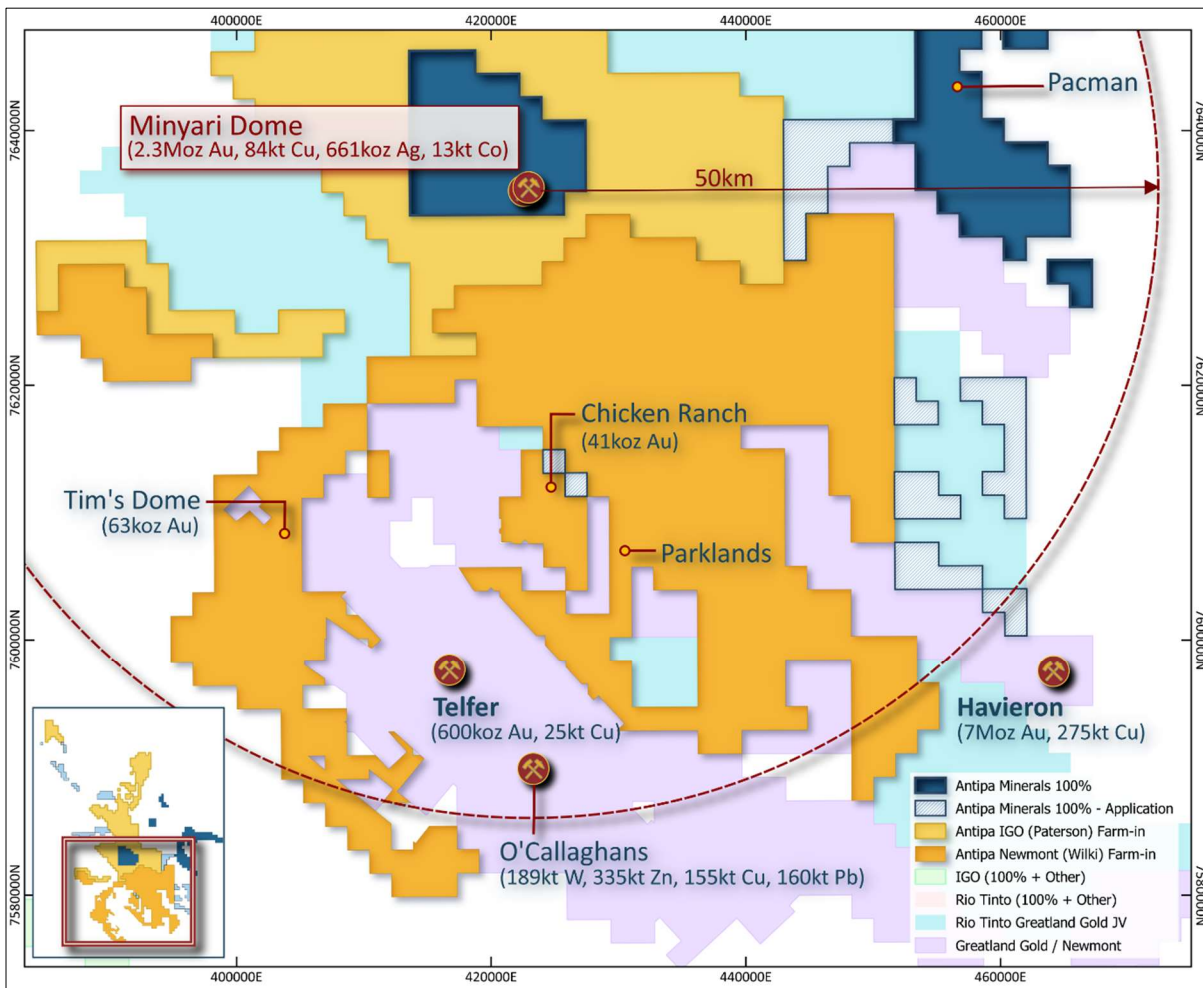 400000E
420000E
440000E
460000E
7640000N
7620000N
7600000N
7580000N
7640000N
7620000N
7600000N
7580000N
Minyari Dome
(2.3Moz Au, 84kt Cu, 661koz Ag, 13kt Co)
50km
Pacman
Chicken Ranch
(41koz Au)
Tim's Dome
(63koz Au)
Parklands
Telfer
(600koz Au, 25kt Cu)
Havieron
(7Moz Au, 275kt Cu)
O'Callaghans
(189kt W, 335kt Zn, 155kt Cu, 160kt Pb)
Antipa Minerals 100%
Antipa Minerals 100% - Application
Antipa IGO (Paterson) Farm-in
Antipa Newmont (Wilki) Farm-in
IGO (100% + Other)
Rio Tinto (100% + Other)
Rio Tinto Greatland Gold JV
Greatland Gold / Newmont
400000E
420000E
440000E
460000E